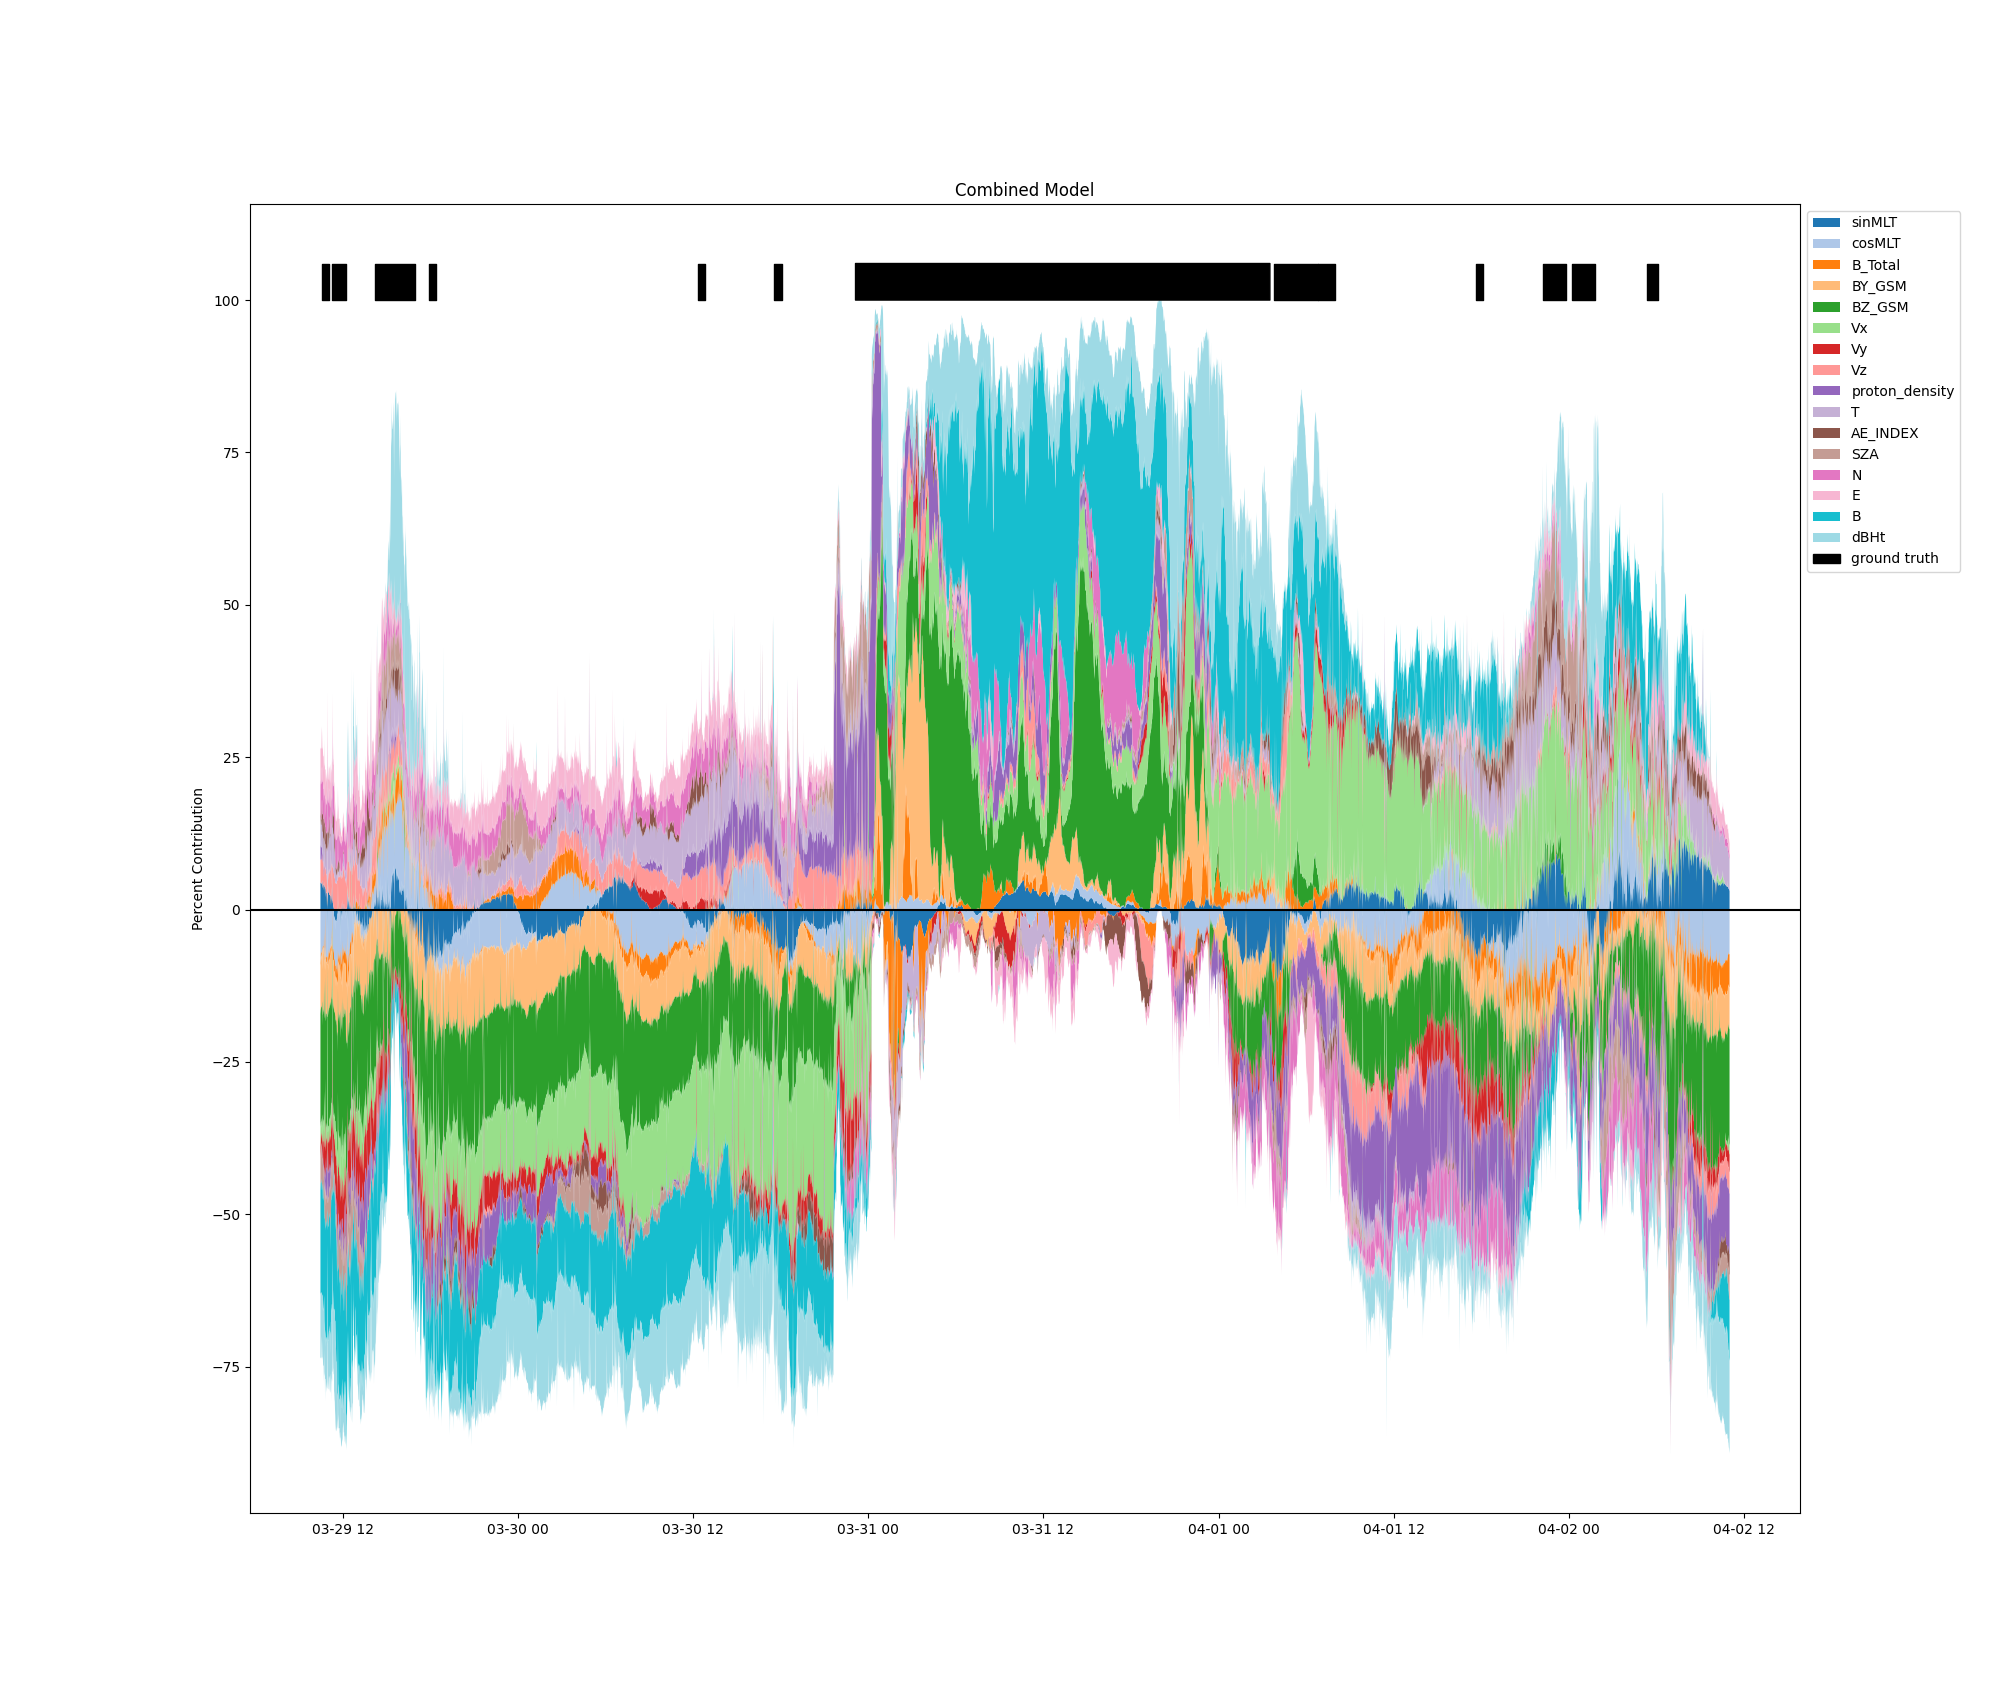 Combined Model
Percent Contribution
100
75
50
25
0
−25
−50
−75
03-29 12
03-30 00
03-30 12
03-31 00
03-31 12
04-01 00
04-01 12
04-02 00
04-02 12
sinMLT
cosMLT
B_Total
BY_GSM
BZ_GSM
Vx
Vy
Vz
proton_density
T
AE_INDEX
SZA
N
E
B
dBHt
ground truth